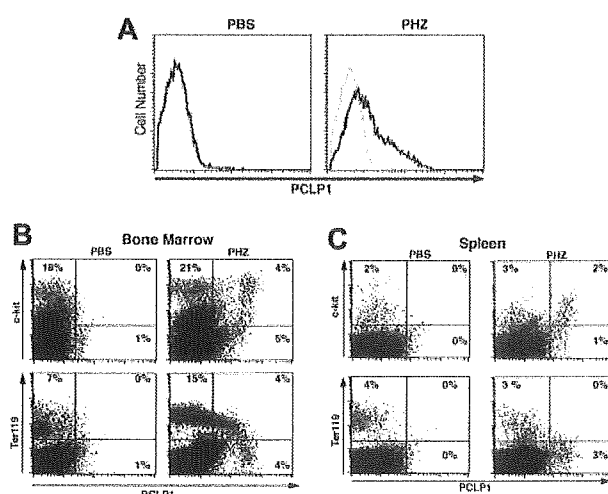 A
PBS
PHZ
Cell Number
PCLP1
B
Bone Marrow
PBS
PHZ
18%
0%
21%
4%
c-kit
1%
5%
7%
0%
15%
4%
Ter119
1%
4%
PCLP1
C
Spleen
PBS
PHZ
2%
0%
3%
2%
c-kit
0%
1%
4%
0%
3 %
0%
Ter119
0%
3%
PCLP1